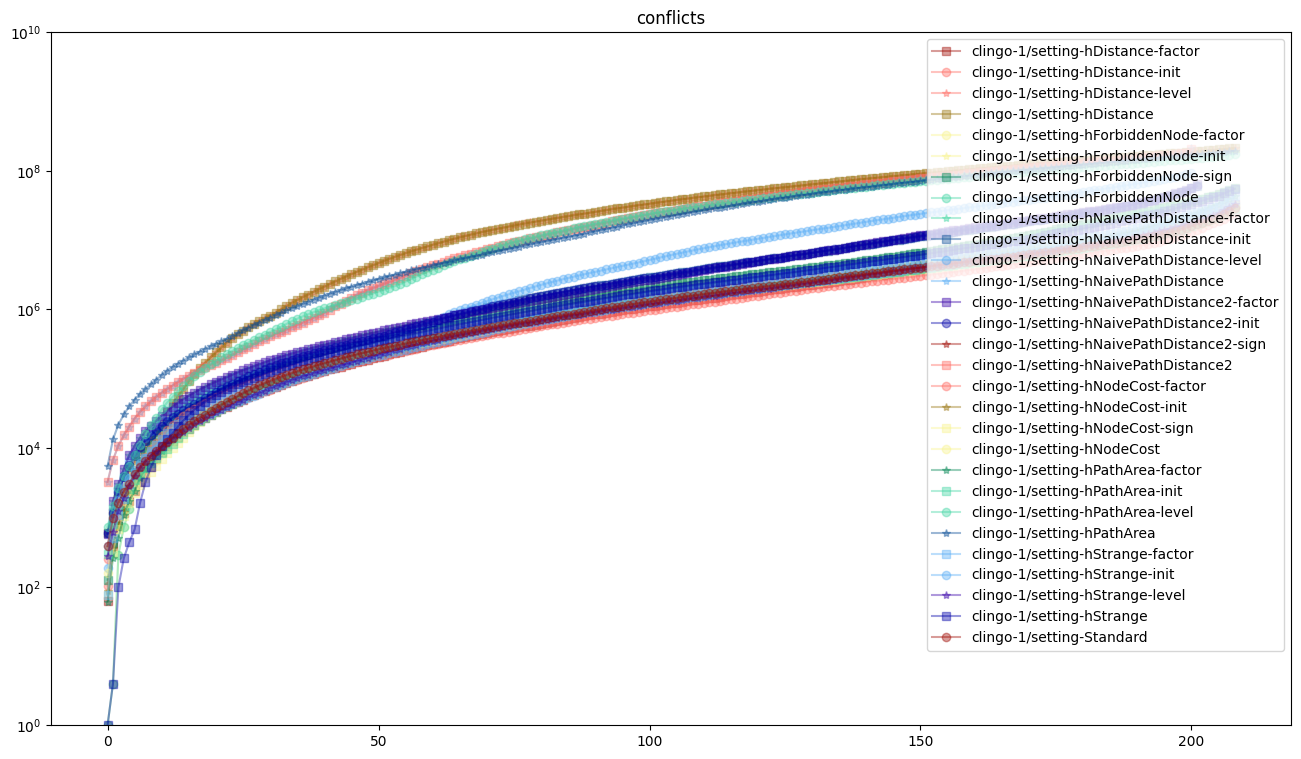 conflicts
10^10
10^8
10^6
10^4
10^2
10^0
0 50 100 150 200
clingo-1/setting-hDistance-factor
clingo-1/setting-hDistance-init
clingo-1/setting-hDistance-level
clingo-1/setting-hDistance
clingo-1/setting-hForbiddenNode-factor
clingo-1/setting-hForbiddenNode-init
clingo-1/setting-hForbiddenNode-sign
clingo-1/setting-hForbiddenNode
clingo-1/setting-hNaivePathDistance-factor
clingo-1/setting-hNaivePathDistance-init
clingo-1/setting-hNaivePathDistance-level
clingo-1/setting-hNaivePathDistance
clingo-1/setting-hNaivePathDistance2-factor
clingo-1/setting-hNaivePathDistance2-init
clingo-1/setting-hNaivePathDistance2-sign
clingo-1/setting-hNaivePathDistance2
clingo-1/setting-hNodeCost-factor
clingo-1/setting-hNodeCost-init
clingo-1/setting-hNodeCost-sign
clingo-1/setting-hNodeCost
clingo-1/setting-hPathArea-factor
clingo-1/setting-hPathArea-init
clingo-1/setting-hPathArea-level
clingo-1/setting-hPathArea
clingo-1/setting-hStrange-factor
clingo-1/setting-hStrange-init
clingo-1/setting-hStrange-level
clingo-1/setting-hStrange
clingo-1/setting-Standard